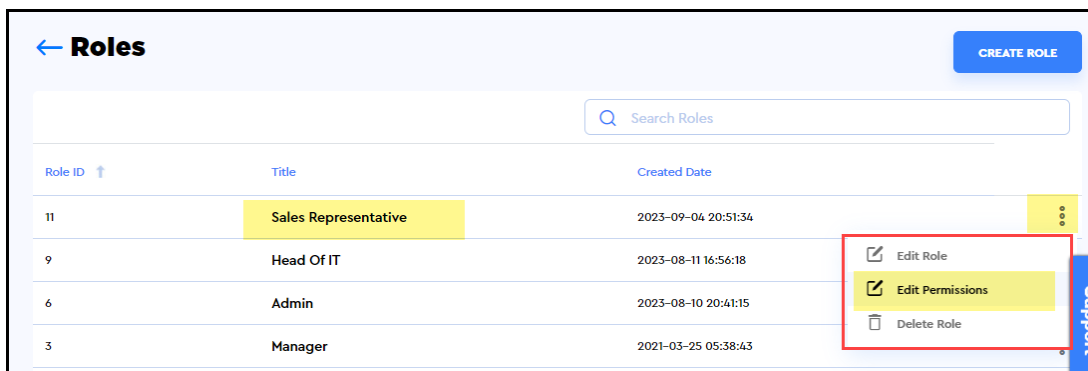 Roles
CREATE ROLE
Search Roles
Role ID Title Created Date
11 Sales Representative 2023-09-04 20:51:34
9 Head Of IT 2023-08-11 16:56:18
Edit Role
6 Admin 2023-08-10 20:41:15
Edit Permissions
3 Manager 2021-03-25 05:38:43
Delete Role